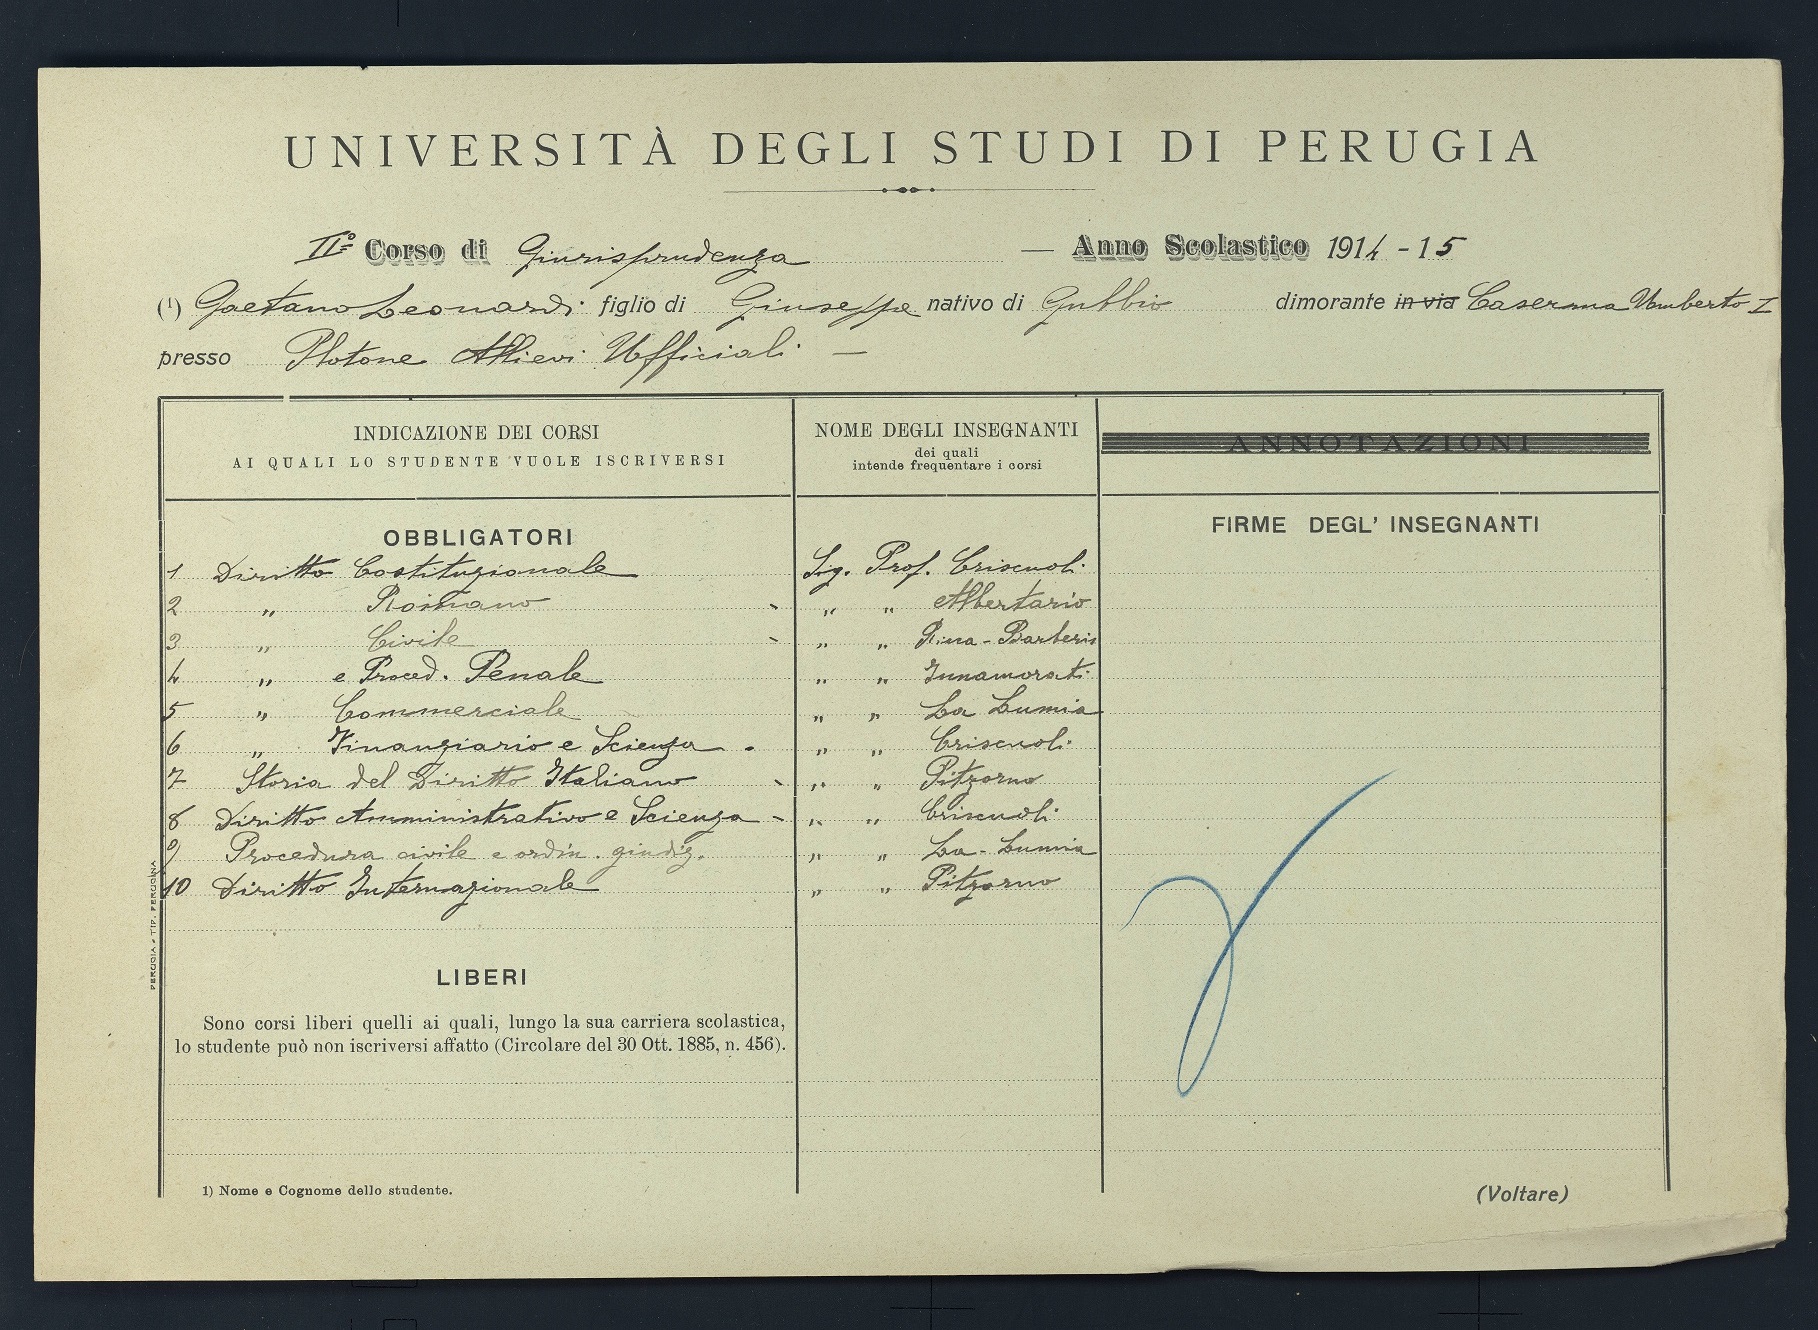 UNIVERSITÀ DEGLI STUDI DI PERUGIA
IIº Corso di Giurisprudenza — Anno Scolastico 1914-15
(¹) Gaetano Leonardi figlio di Giuseppe nativo di Gubbio dimorante in via Caserma Umberto I
presso Plotone Allievi Ufficiali —
INDICAZIONE DEI CORSI
AI QUALI LO STUDENTE VUOLE ISCRIVERSI
NOME DEGLI INSEGNANTI
dei quali
intende frequentare i corsi
ANNOTAZIONI
FIRME DEGL' INSEGNANTI
OBBLIGATORI
1 Diritto Costituzionale Sig. Prof. Criscuoli
2 „ Romano „ „ Albertario
3 „ Civile „ „ Riva-Barberis
4 „ e Proced. Penale „ „ Innamorati
5 „ Commerciale „ „ La Lumia
6 „ Finanziario e Scienza „ „ Criscuoli
7 Storia del Diritto Italiano „ „ Pitzorno
8 Diritto Amministrativo e Scienza „ „ Criscuoli
9 Procedura civile e ordin. giudiz. „ „ La-Lumia
10 Diritto Internazionale „ „ Pitzorno
LIBERI
Sono corsi liberi quelli ai quali, lungo la sua carriera scolastica,
lo studente può non iscriversi affatto (Circolare del 30 Ott. 1885, n. 456).
1) Nome e Cognome dello studente.
(Voltare)
PERUGIA - TIP. PERUGINA